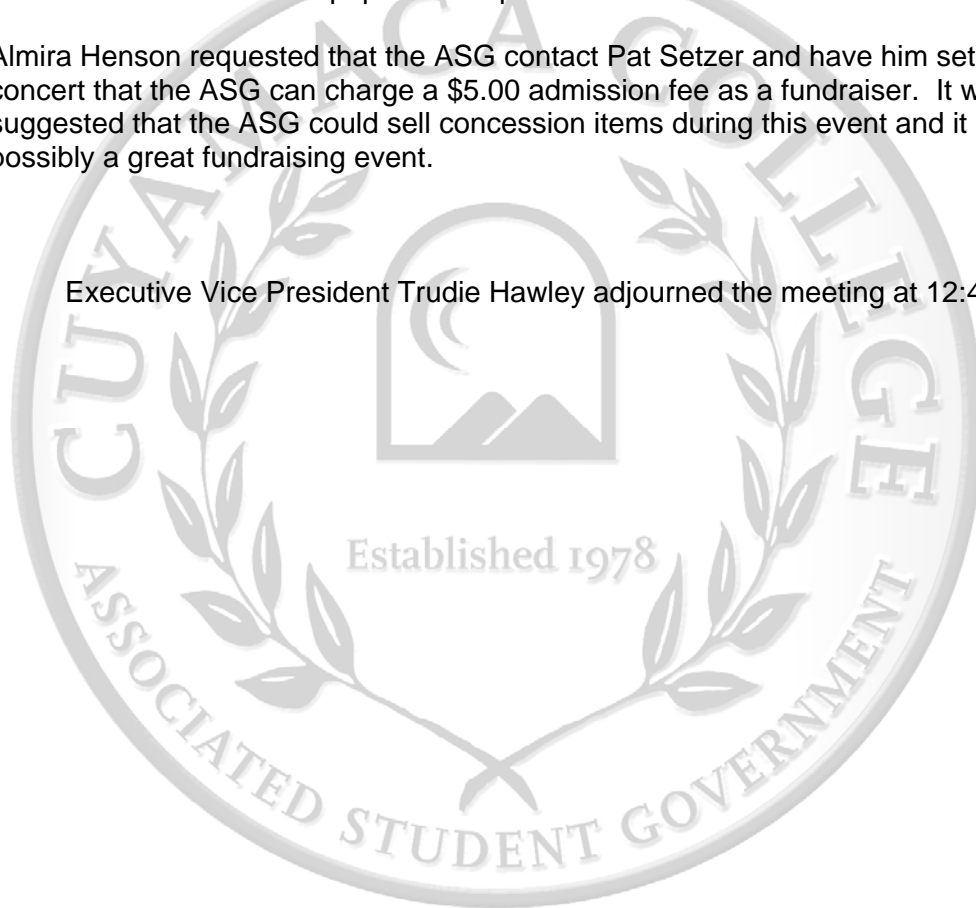 Almira Henson requested that the ASG contact Pat Setzer and have him set
concert that the ASG can charge a $5.00 admission fee as a fundraiser. It
suggested that the ASG could sell concession items during this event and it
possibly a great fundraising event.
Executive Vice President Trudie Hawley adjourned the meeting at 12:4
CUYAMACA COLLEGE
Established 1978
ASSOCIATED STUDENT GOVERNMENT